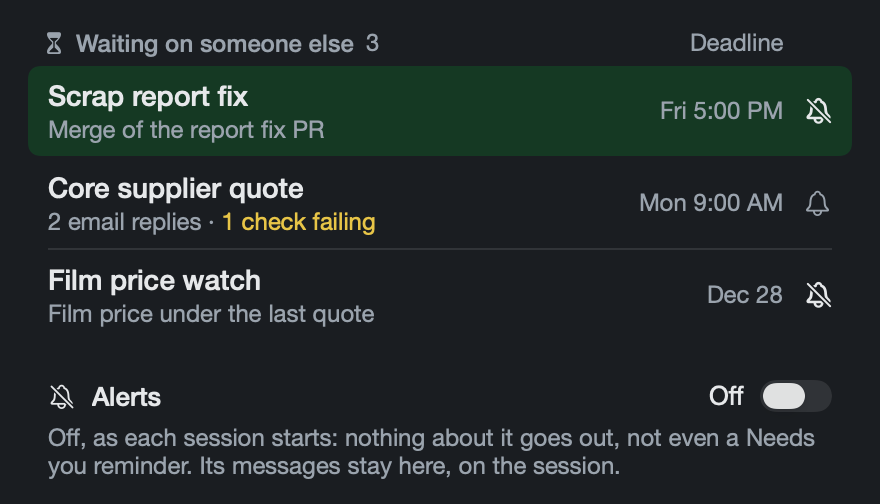 Waiting on someone else 3
Deadline
Scrap report fix
Fri 5:00 PM
Merge of the report fix PR
Core supplier quote
Mon 9:00 AM
2 email replies · 1 check failing
Film price watch
Dec 28
Film price under the last quote
Alerts
Off
Off, as each session starts: nothing about it goes out, not even a Needs
you reminder. Its messages stay here, on the session.